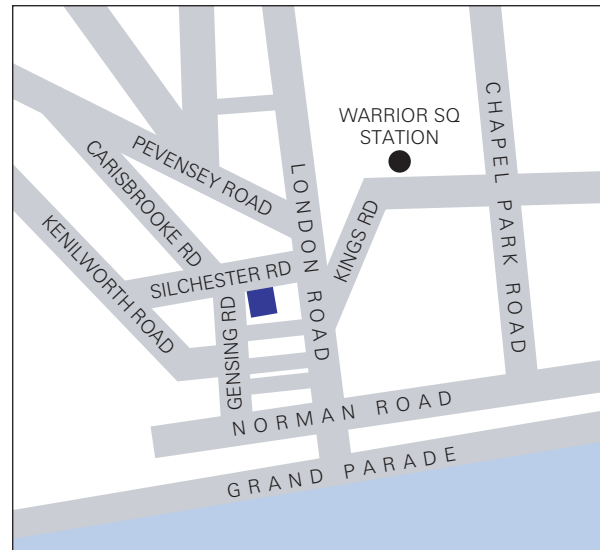 WARRIOR SQ
STATION
CHAPEL PARK ROAD
PEVENSEY ROAD
CARISBROOKE RD
LONDON ROAD
KINGS RD
KENILWORTH ROAD
SILCHESTER RD
GENSING RD
NORMAN ROAD
GRAND PARADE